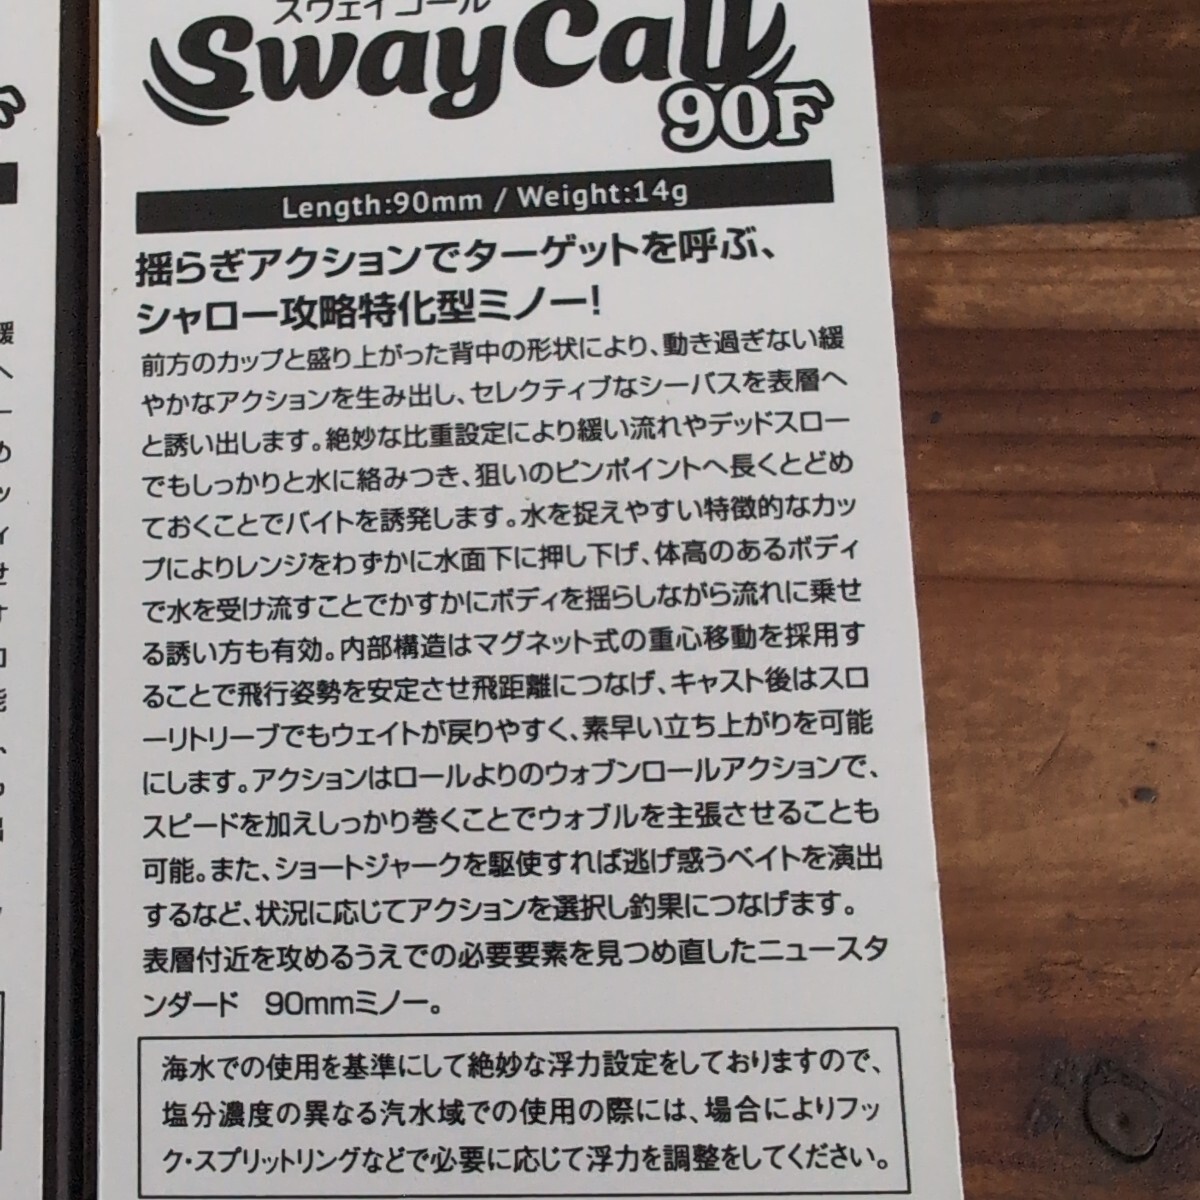 スウェイコール
SwayCall
90F
Length:90mm / Weight:14g
揺らぎアクションでターゲットを呼ぶ、
シャロー攻略特化型ミノー!
前方のカップと盛り上がった背中の形状により、動き過ぎない緩
やかなアクションを生み出し、セレクティブなシーバスを表層へ
と誘い出します。絶妙な比重設定により緩い流れやデッドスロー
でもしっかりと水に絡みつき、狙いのピンポイントへ長くとどめ
ておくことでバイトを誘発します。水を捉えやすい特徴的なカッ
プによりレンジをわずかに水面下に押し下げ、体高のあるボディ
で水を受け流すことでかすかにボディを揺らしながら流れに乗せ
る誘い方も有効。内部構造はマグネット式の重心移動を採用す
ることで飛行姿勢を安定させ飛距離につなげ、キャスト後はスロ
ーリトリーブでもウェイトが戻りやすく、素早い立ち上がりを可能
にします。アクションはロールよりのウォブンロールアクションで、
スピードを加えしっかり巻くことでウォブルを主張させることも
可能。また、ショートジャークを駆使すれば逃げ惑うベイトを演出
するなど、状況に応じてアクションを選択し釣果につなげます。
表層付近を攻めるうえでの必要要素を見つめ直したニュースタ
ンダード　90mmミノー。
海水での使用を基準にして絶妙な浮力設定をしておりますので、
塩分濃度の異なる汽水域での使用の際には、場合によりフッ
ク・スプリットリングなどで必要に応じて浮力を調整をしてください。